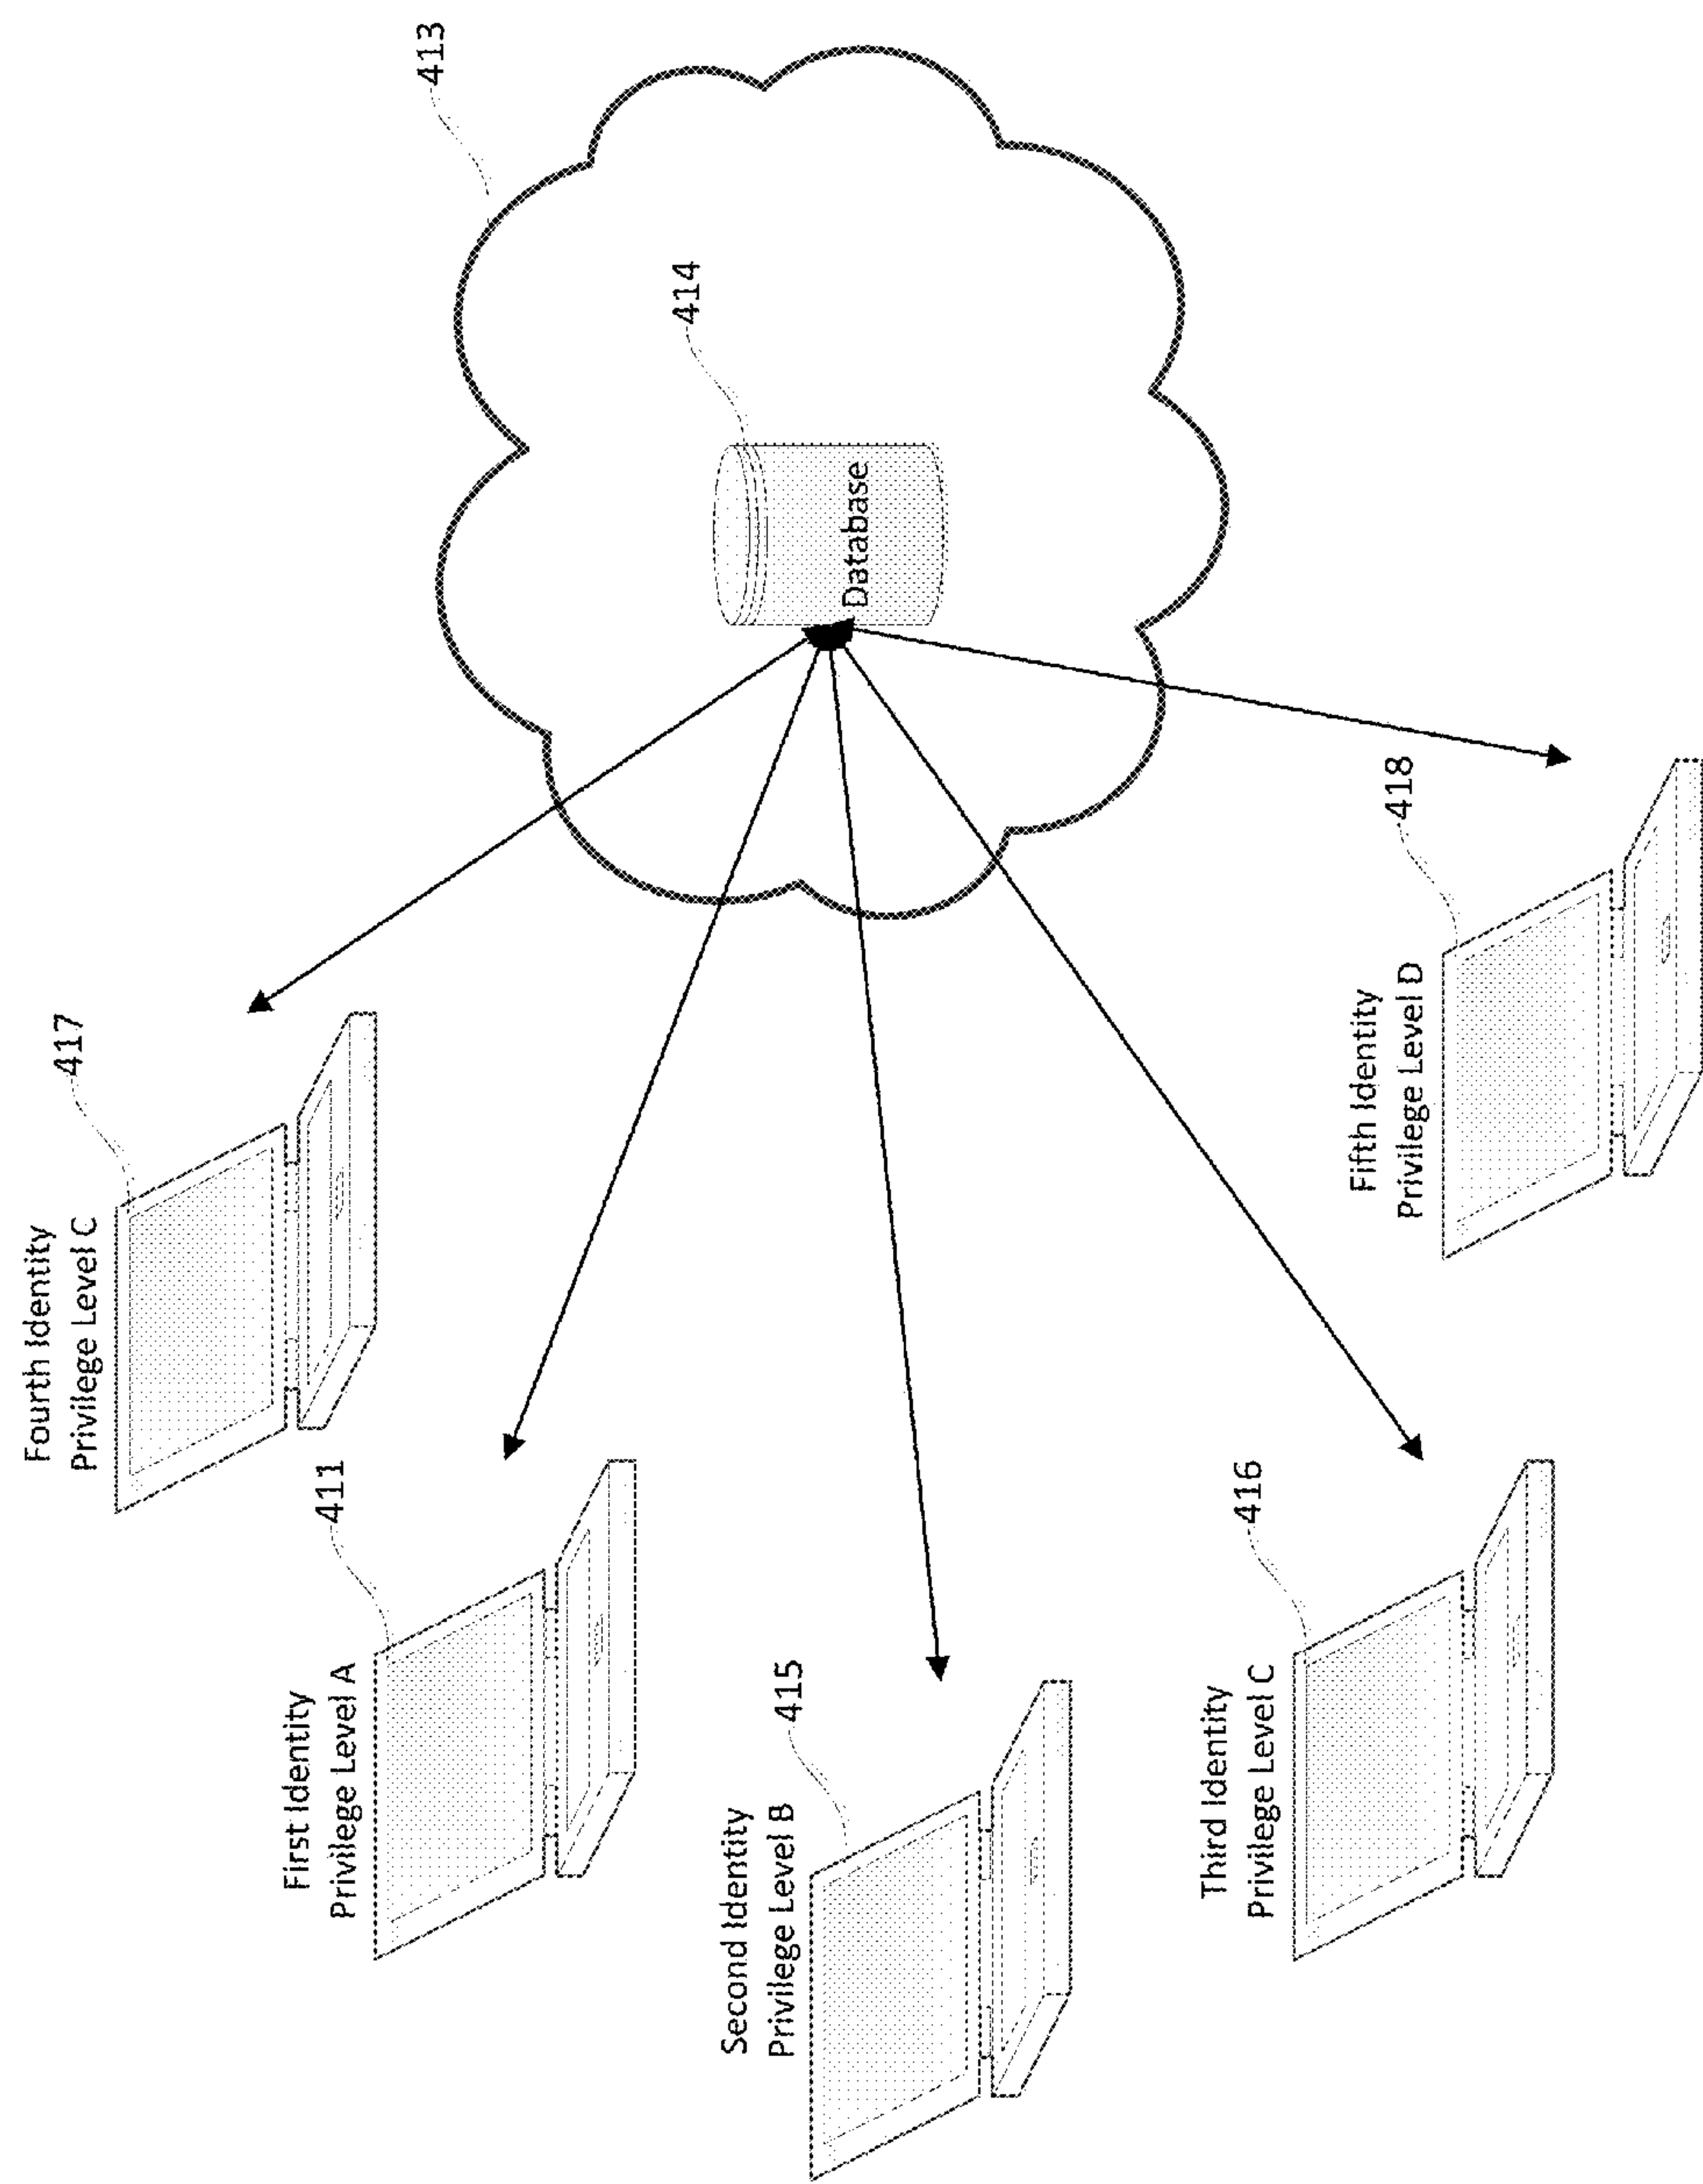 Fourth Identity
Privilege Level C
417
413
First Identity
Privilege Level A
411
414
Database
Second Identity
Privilege Level B
415
Third Identity
Privilege Level C
416
Fifth Identity
Privilege Level D
418